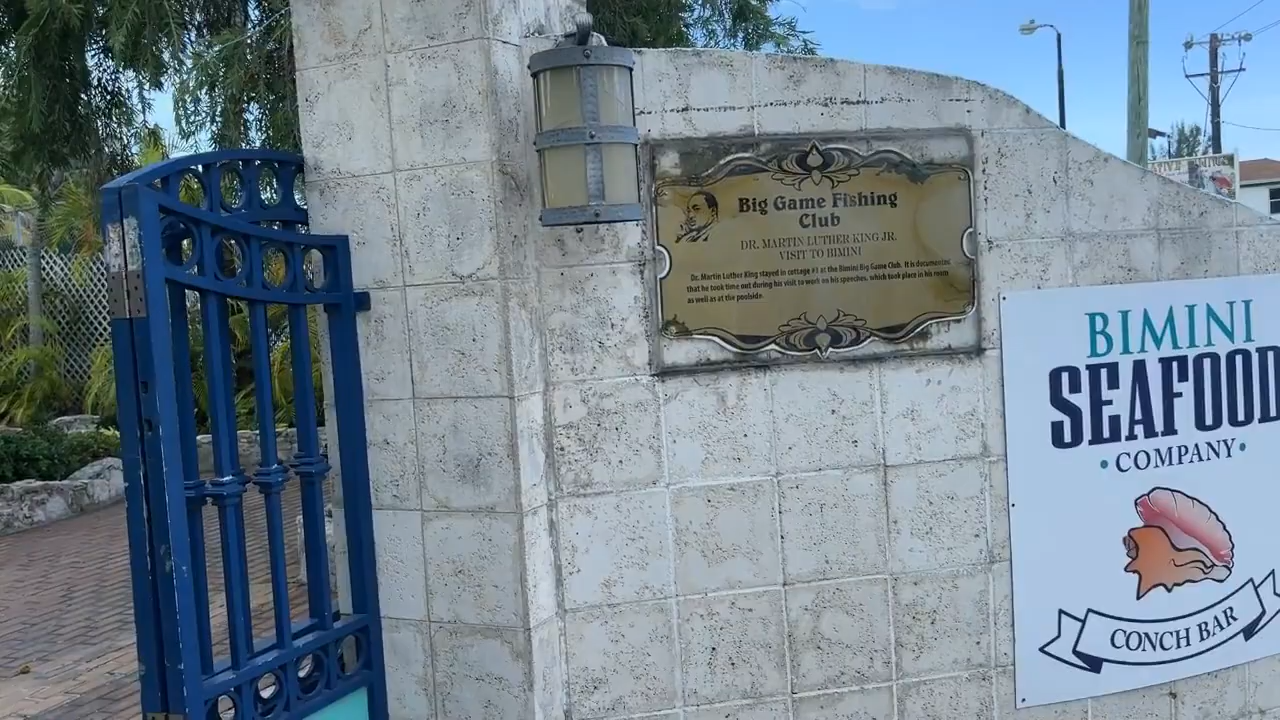 Big Game Fishing
Club
DR. MARTIN LUTHER KING JR.
VISIT TO BIMINI
Dr. Martin Luther King stayed in cottage #1 at the Bimini Big Game Club. It is documented
that he took time out during his visit to work on his speeches, which took place in his room
as well as at the poolside.
BIMINI
SEAFOOD
• COMPANY •
CONCH BAR